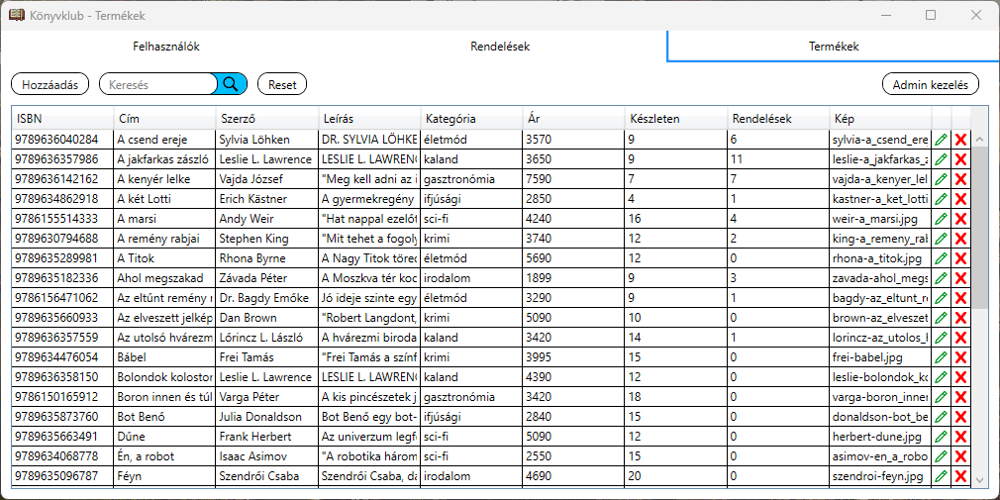 Könyvklub - Termékek
Felhasználók Rendelések Termékek
Hozzáadás Keresés Reset Admin kezelés
ISBN Cím Szerző Leírás Kategória Ár Készleten Rendelések Kép
9789636040284 A csend ereje Sylvia Löhken DR. SYLVIA LÖHKE életmód 3570 9 6 sylvia-a_csend_ere
9789636357986 A jakfarkas zászló Leslie L. Lawrence LESLIE L. LAWRENC kaland 3650 9 11 leslie-a_jakfarkas_z
9789636142162 A kenyér lelke Vajda József "Meg kell adni az i gasztronómia 7590 7 7 vajda-a_kenyer_lel
9789634862918 A két Lotti Erich Kästner A gyermekregény ifjúsági 2850 4 1 kastner-a_ket_lotti
9786155514333 A marsi Andy Weir "Hat nappal ezelőt sci-fi 4240 16 4 weir-a_marsi.jpg
9789630794688 A remény rabjai Stephen King "Mit tehet a fogoly krimi 3740 12 2 king-a_remeny_rab
9789635289981 A Titok Rhona Byrne A Nagy Titok töred életmód 5690 12 0 rhona-a_titok.jpg
9789635182336 Ahol megszakad Závada Péter A Moszkva tér koc irodalom 1899 9 3 zavada-ahol_megs
9786156471062 Az eltűnt remény n Dr. Bagdy Emőke Jó ideje szinte egy életmód 3290 9 1 bagdy-az_eltunt_re
9789635660933 Az elveszett jelkép Dan Brown "Robert Langdont, krimi 5090 10 0 brown-az_elveszet
9789636357559 Az utolsó hvárezm Lőrincz L. László A hvárezmi biroda kaland 3420 14 1 lorincz-az_utolos_h
9789634476054 Bábel Frei Tamás "Frei Tamás a színf krimi 3995 15 0 frei-babel.jpg
9789636358150 Bolondok kolostor Leslie L. Lawrence LESLIE L. LAWRENC kaland 4390 12 0 leslie-bolondok_ko
9786150165912 Boron innen és túl Varga Péter A kis pincészetek j gasztronómia 3420 18 0 varga-boron_innen
9789635873760 Bot Benő Julia Donaldson Bot Benő egy bot- ifjúsági 2840 15 0 donaldson-bot_be
9789635663491 Dűne Frank Herbert Az univerzum legf sci-fi 5090 12 0 herbert-dune.jpg
9789634068778 Én, a robot Isaac Asimov "A robotika három sci-fi 2550 15 0 asimov-en_a_robo
9789635096787 Féyn Szendrői Csaba Szendrői Csaba, da irodalom 4690 20 0 szendroi-feyn.jpg